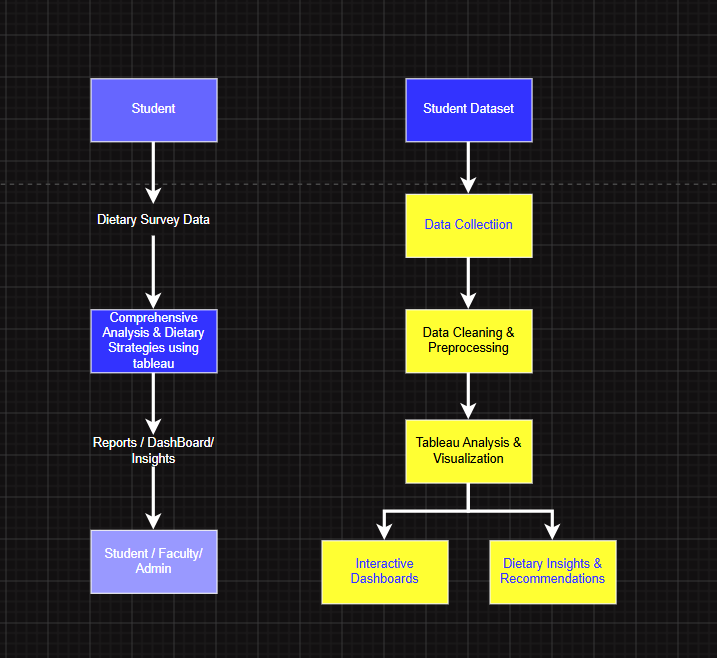 Student
Dietary Survey Data
Comprehensive
Analysis & Dietary
Strategies using
tableau
Reports / DashBoard/
Insights
Student / Faculty/
Admin
Student Dataset
Data Collectiion
Data Cleaning &
Preprocessing
Tableau Analysis &
Visualization
Interactive
Dashboards
Dietary Insights &
Recommendations